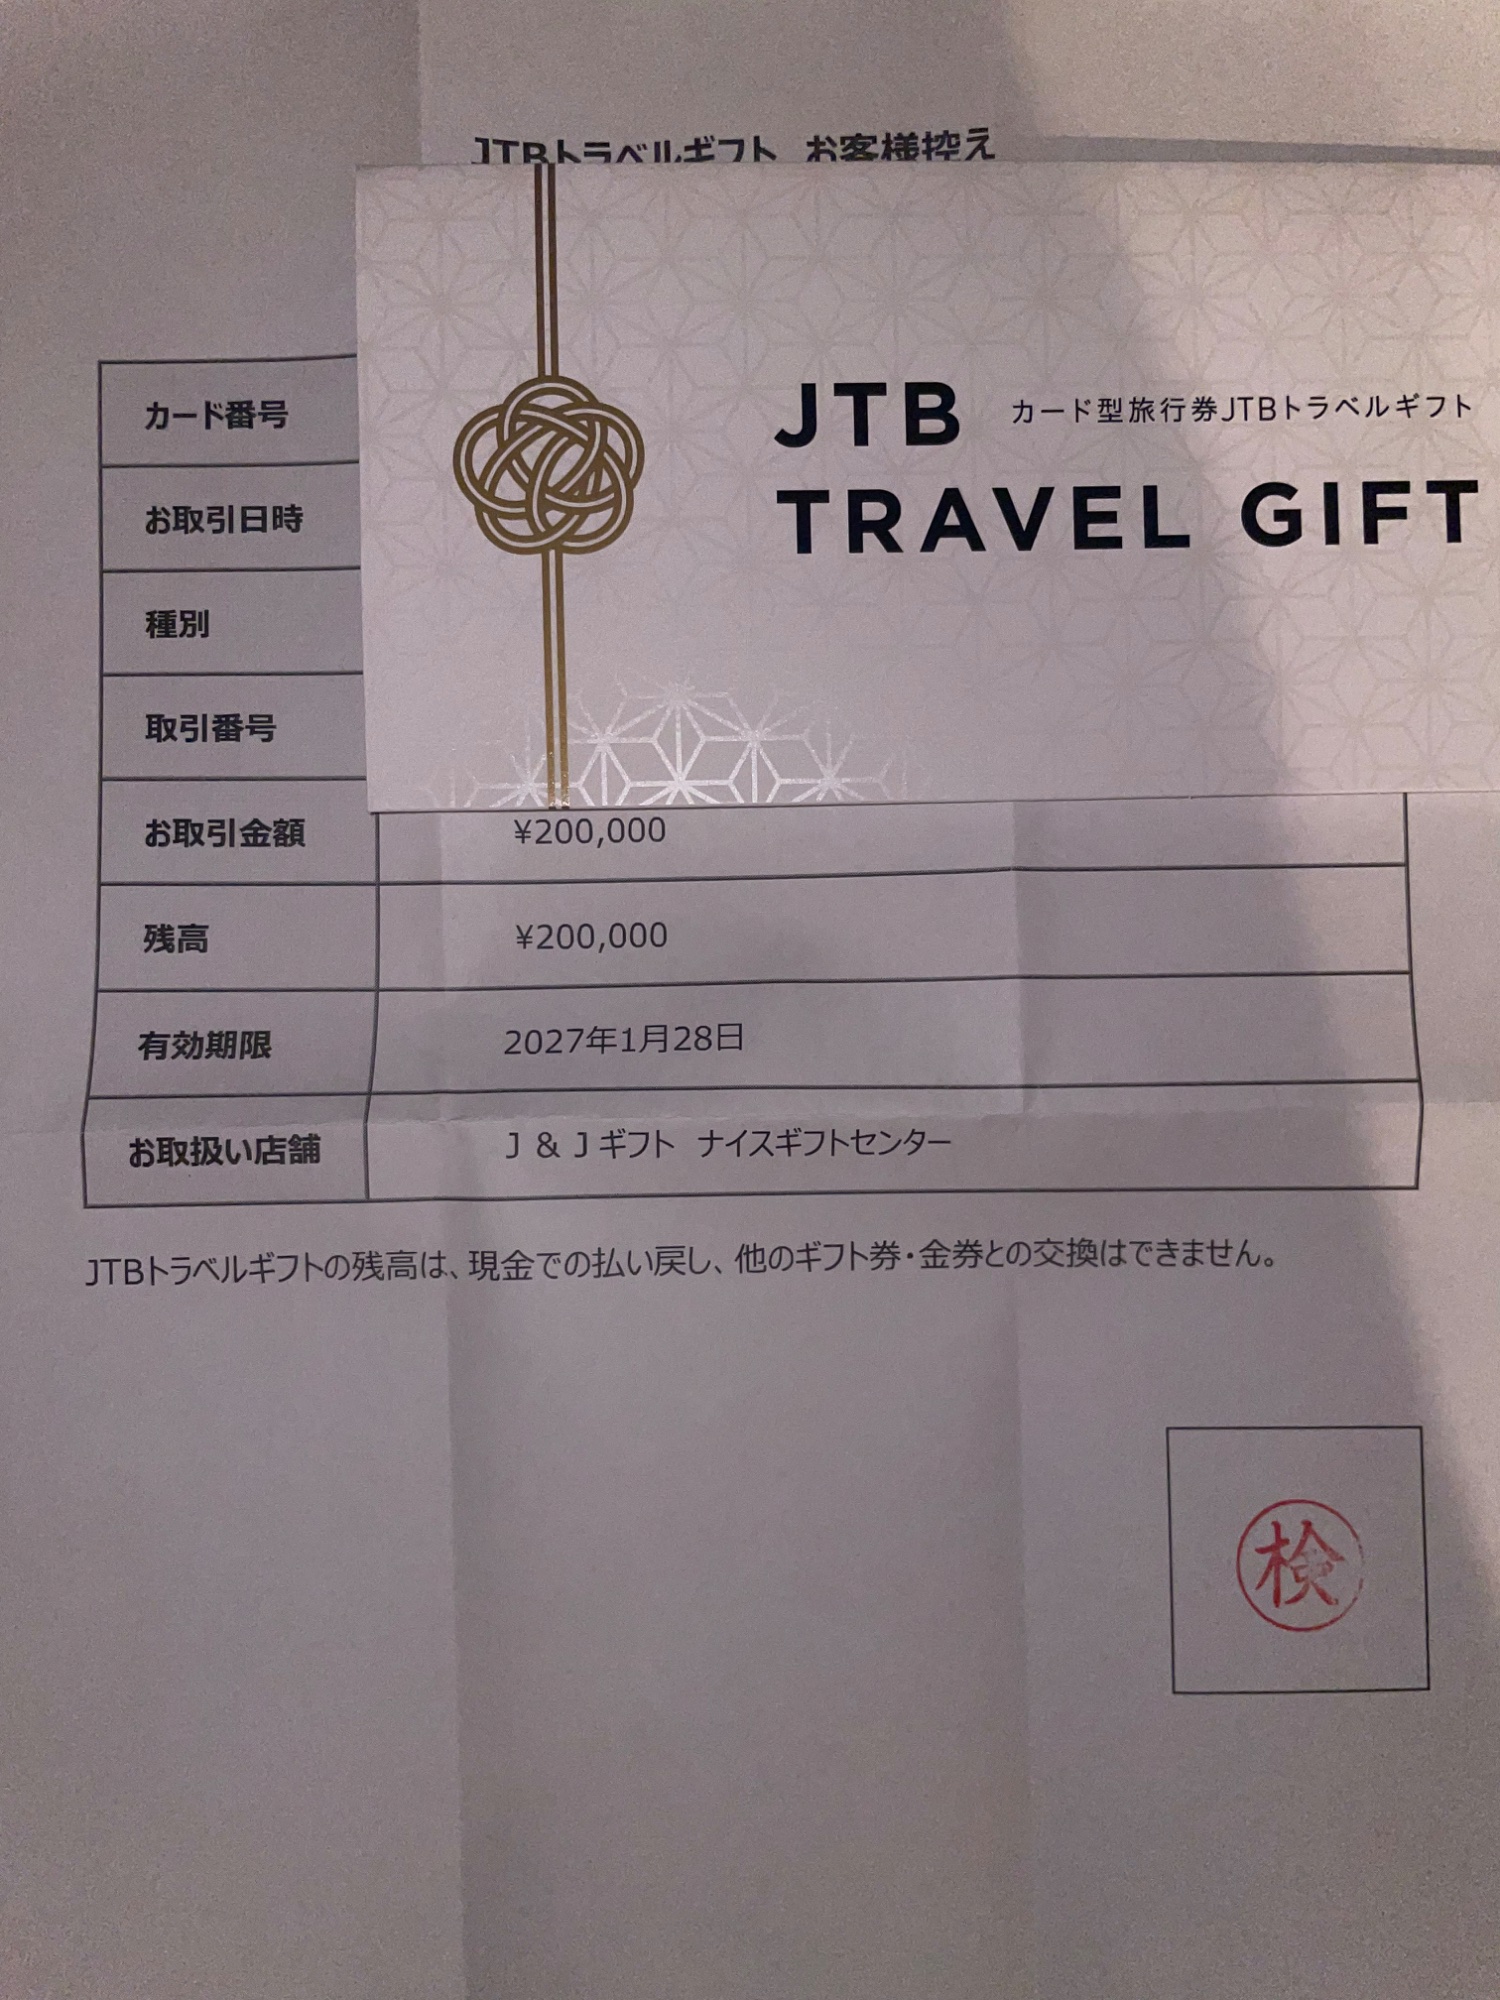 JTBトラベルギフト お客様控え
JTB カード型旅行券JTBトラベルギフト
TRAVEL GIFT
カード番号
お取引日時
種別
取引番号
お取引金額 ¥200,000
残高 ¥200,000
有効期限 2027年1月28日
お取扱い店舗 J & J ギフト ナイスギフトセンター
JTBトラベルギフトの残高は、現金での払い戻し、他のギフト券・金券との交換はできません。
検